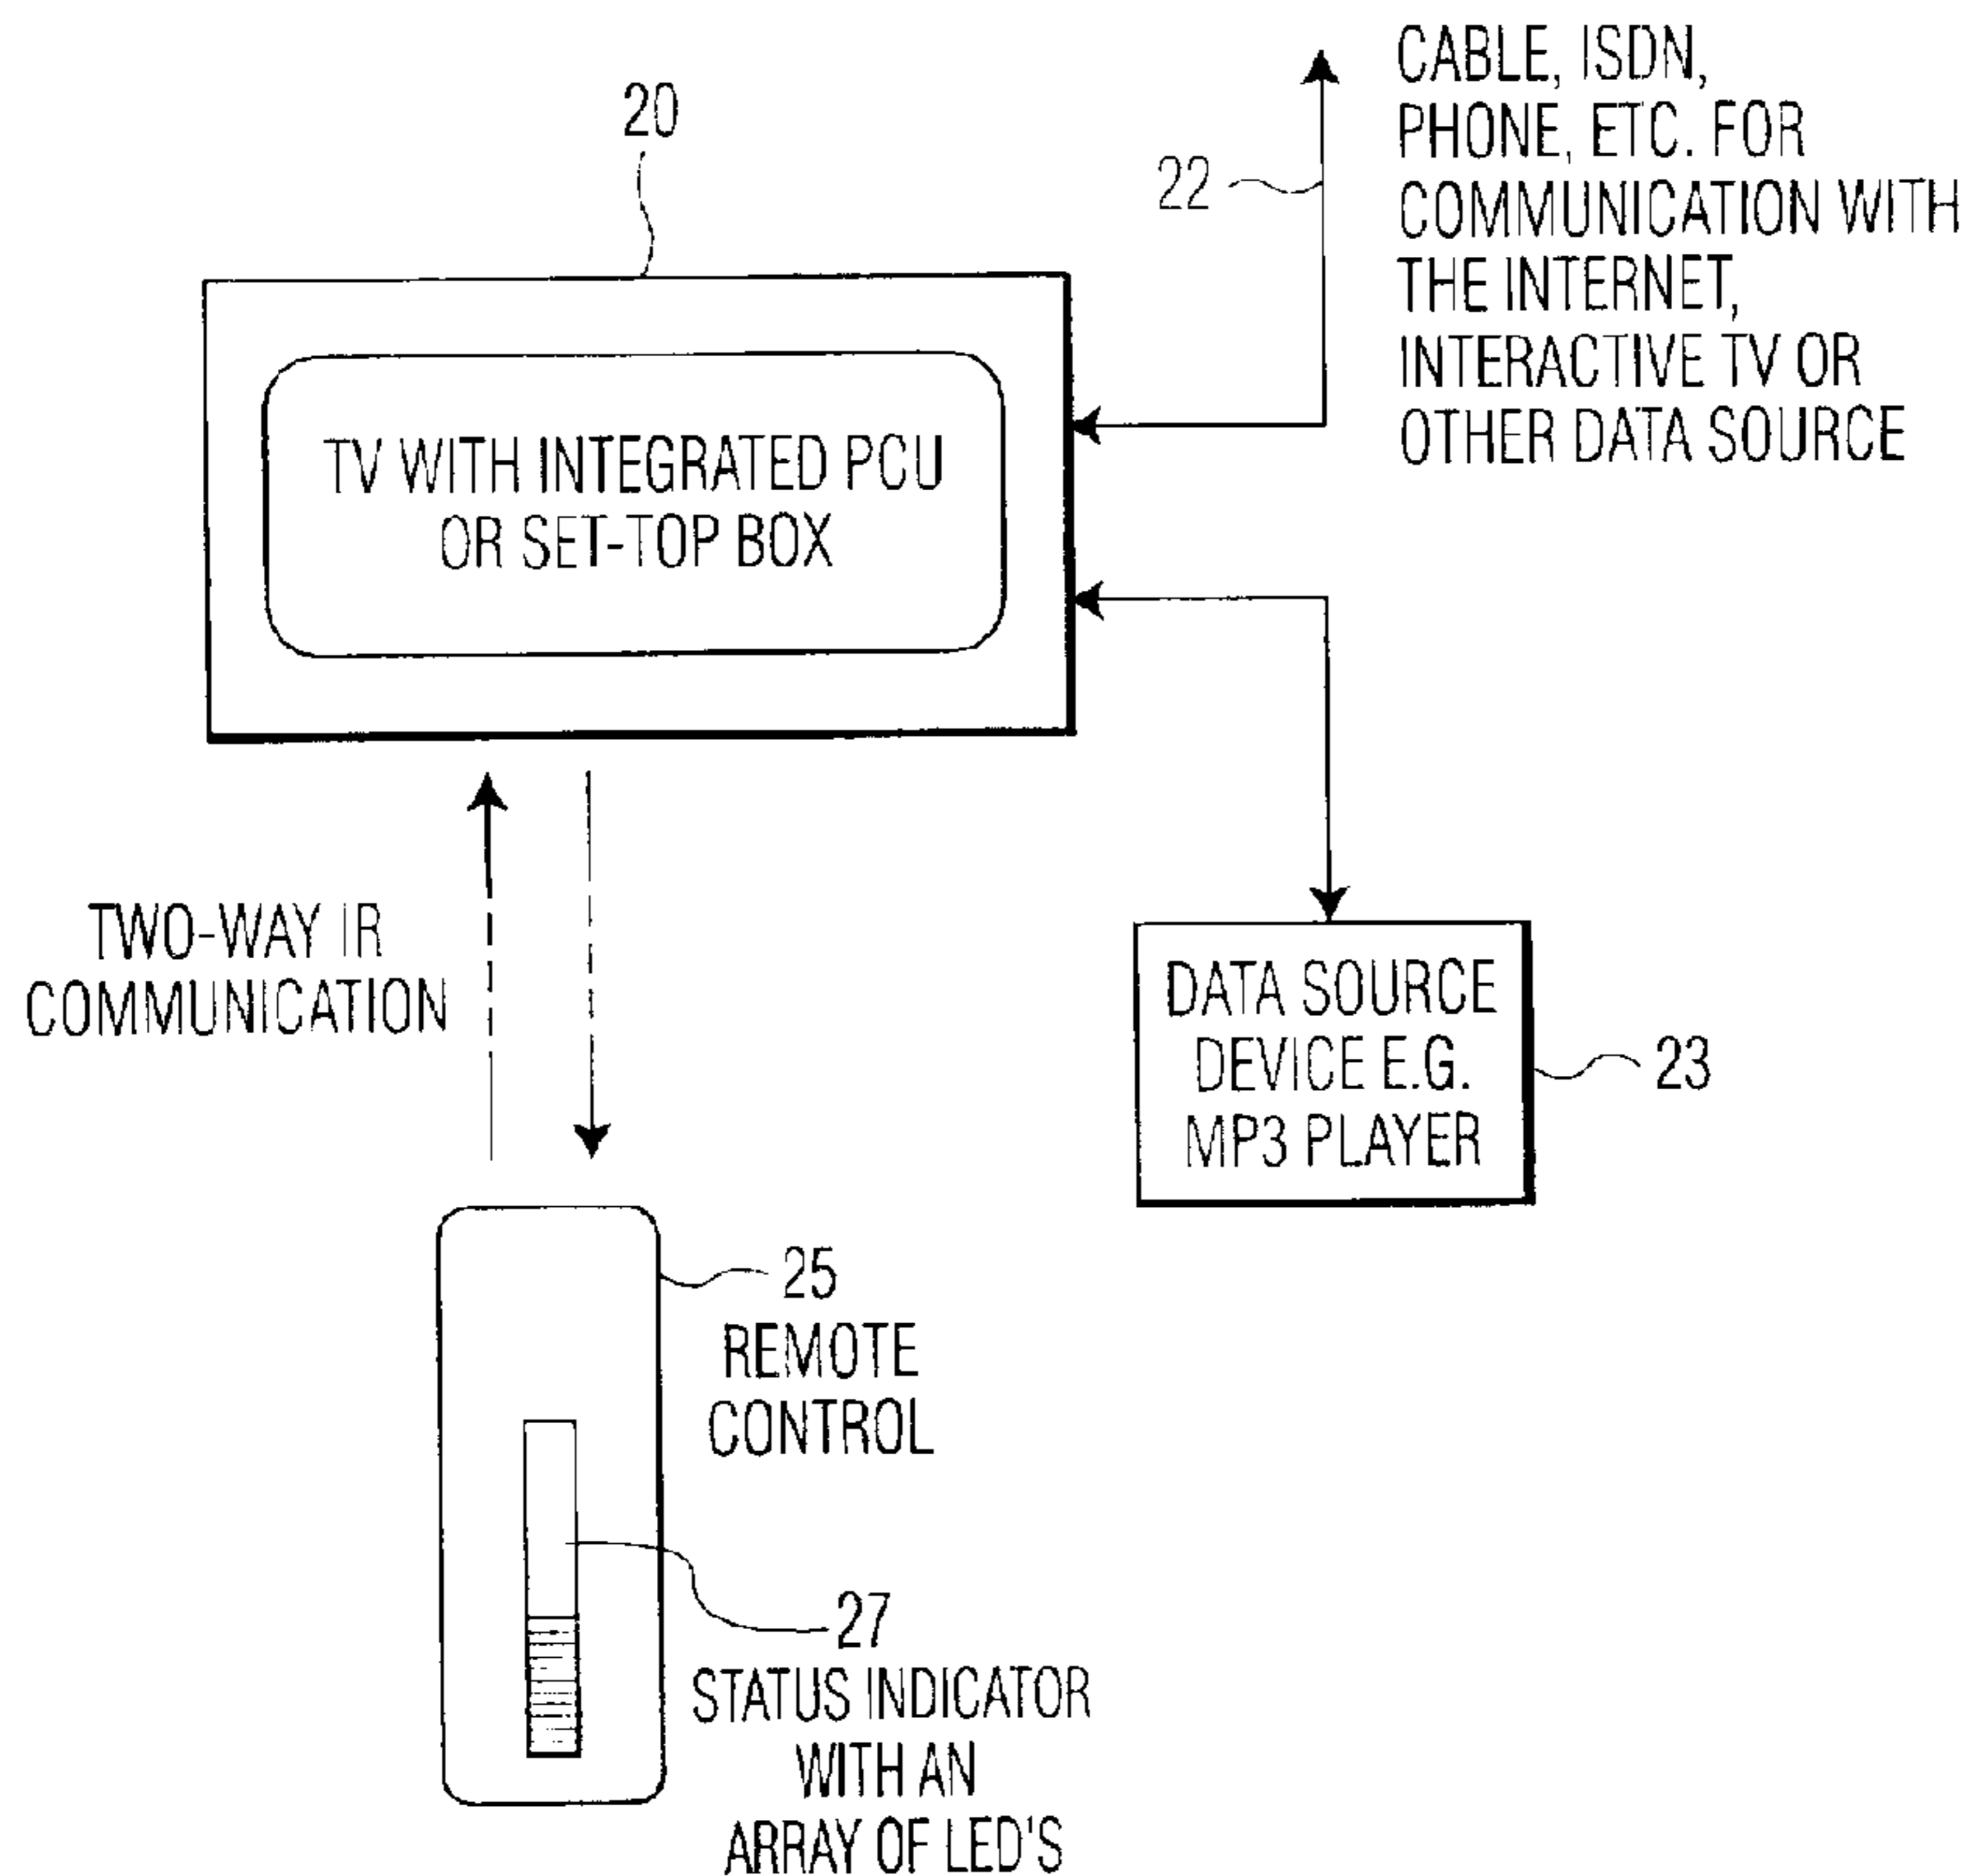 CABLE, ISDN,
PHONE, ETC. FOR
COMMUNICATION WITH
THE INTERNET,
INTERACTIVE TV OR
OTHER DATA SOURCE
20
22
TV WITH INTEGRATED PCU
OR SET-TOP BOX
TWO-WAY IR
COMMUNICATION
DATA SOURCE
DEVICE E.G.
MP3 PLAYER
23
25
REMOTE
CONTROL
27
STATUS INDICATOR
WITH AN
ARRAY OF LED'S